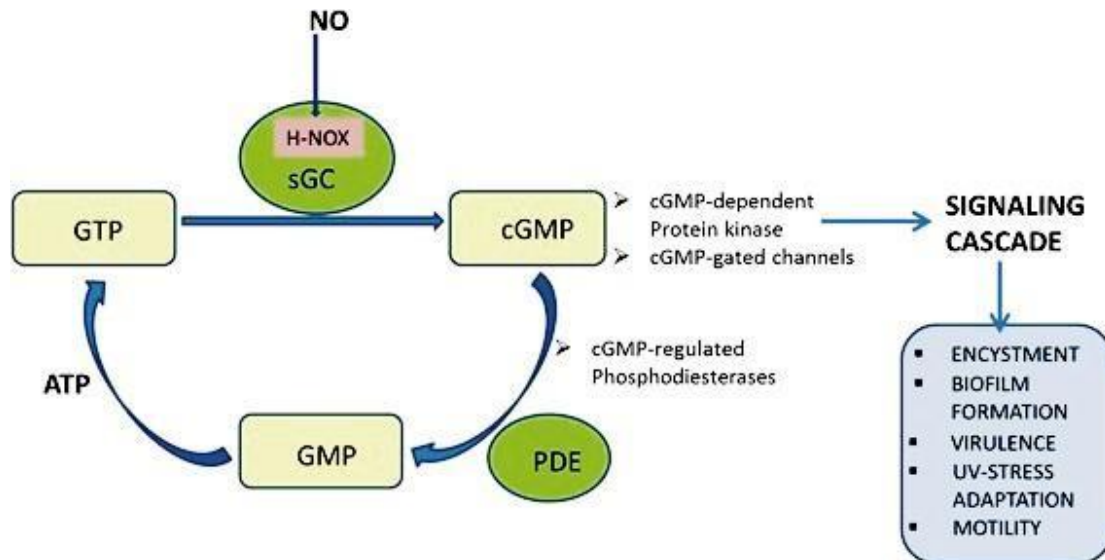 NO
H-NOX
sGC
GTP
cGMP
➢ cGMP-dependent
Protein kinase
➢ cGMP-gated channels
SIGNALING
CASCADE
➢ cGMP-regulated
Phosphodiesterases
ATP
GMP
PDE
▪ ENCYSTMENT
▪ BIOFILM
FORMATION
▪ VIRULENCE
▪ UV-STRESS
ADAPTATION
▪ MOTILITY